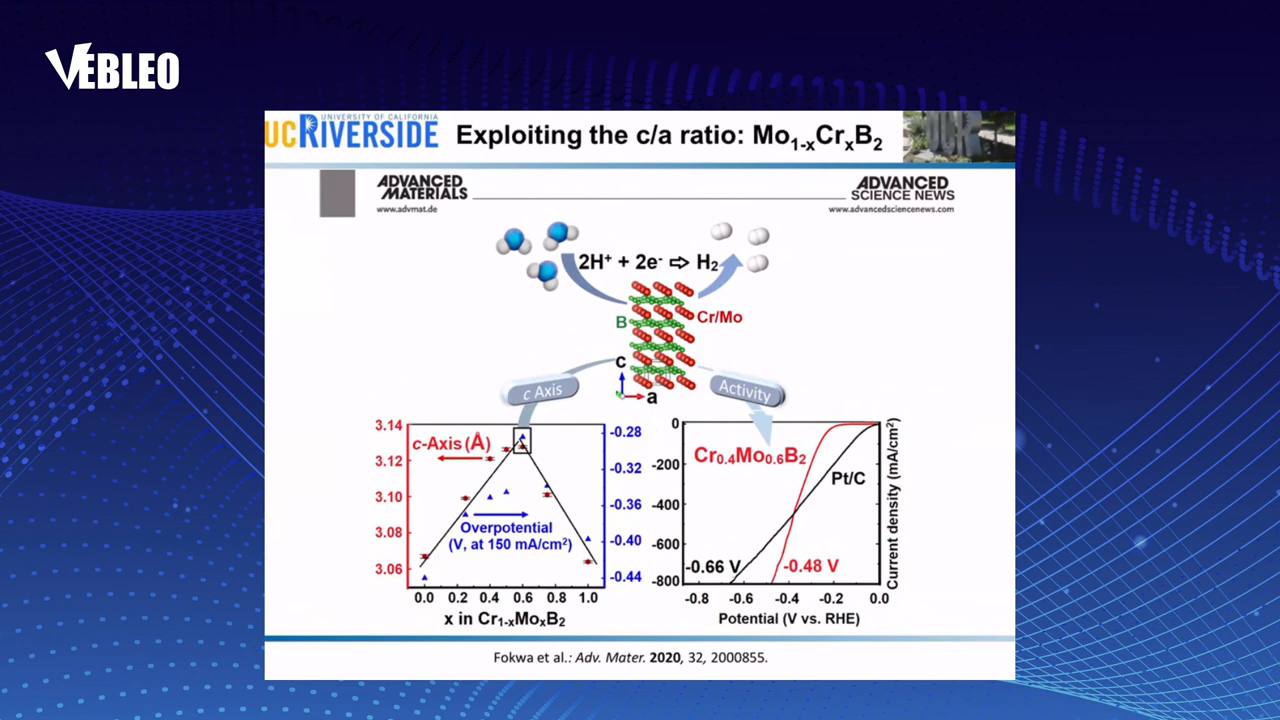 VEBLEO
UNIVERSITY OF CALIFORNIA
UCRIVERSIDE
Exploiting the c/a ratio: Mo₁₋ₓCrₓB₂
UCR
ADVANCED
MATERIALS
www.advmat.de
ADVANCED
SCIENCE NEWS
www.advancedsciencenews.com
2H⁺ + 2e⁻ ⇨ H₂
B
Cr/Mo
c
a
c Axis
Activity
3.14
3.12
3.10
3.08
3.06
c-Axis (Å)
Overpotential
(V, at 150 mA/cm²)
-0.28
-0.32
-0.36
-0.40
-0.44
0.0 0.2 0.4 0.6 0.8 1.0
x in Cr₁₋ₓMoₓB₂
0
-200
-400
-600
-800
Cr₀.₄Mo₀.₆B₂
Pt/C
-0.66 V
-0.48 V
Current density (mA/cm²)
-0.8 -0.6 -0.4 -0.2 0.0
Potential (V vs. RHE)
Fokwa et al.: Adv. Mater. 2020, 32, 2000855.